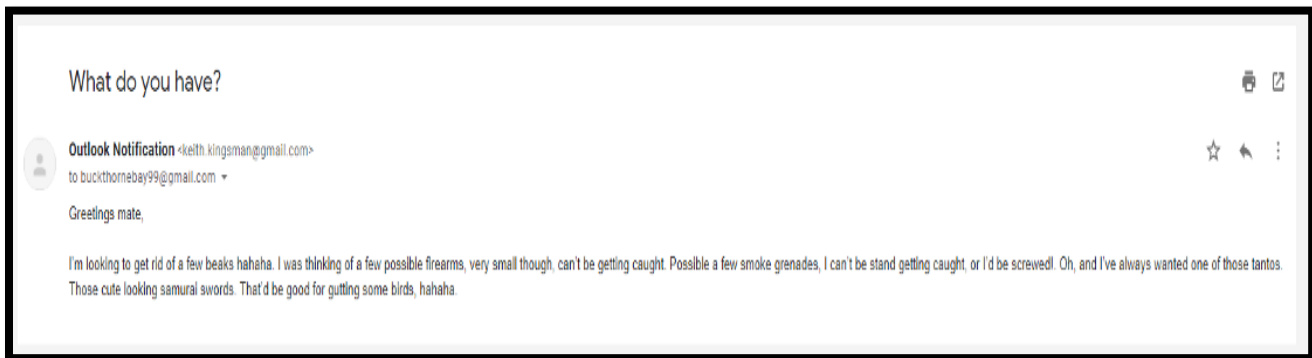 What do you have?
Outlook Notification <keith.kingsman@gmail.com>
to buckthornebay99@gmail.com
Greetings mate,
I'm looking to get rid of a few beaks hahaha. I was thinking of a few possible firearms, very small though, can't be getting caught. Possible a few smoke grenades, I can't be stand getting caught, or I'd be screwed!. Oh, and I've always wanted one of those tantos.
Those cute looking samurai swords. That'd be good for gutting some birds, hahaha.